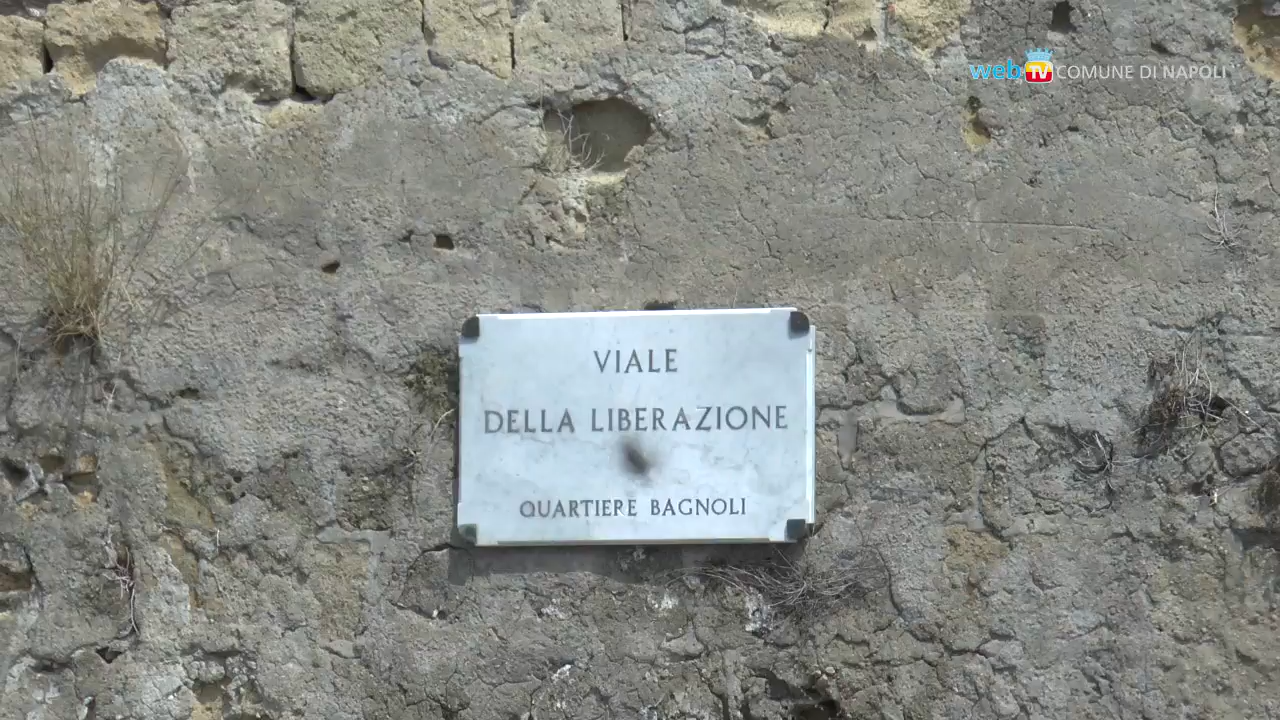 web TV COMUNE DI NAPOLI
VIALE
DELLA LIBERAZIONE
QUARTIERE BAGNOLI